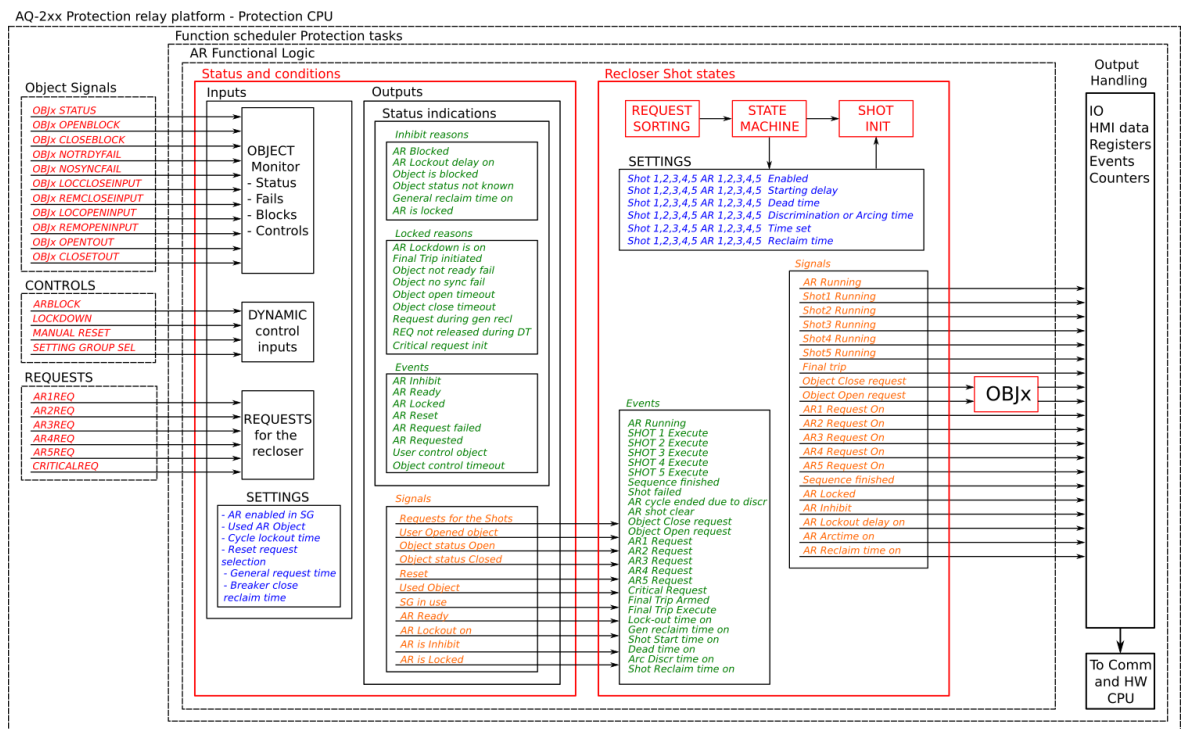 AQ-2xx Protection relay platform - Protection CPU
Function scheduler Protection tasks
AR Functional Logic
Object Signals
OBJx STATUS
OBJx OPENBLOCK
OBJx CLOSEBLOCK
OBJx NOTRDYFAIL
OBJx NOSYNCFAIL
OBJx LOCCLOSEINPUT
OBJx REMCLOSEINPUT
OBJx LOCOPENINPUT
OBJx REMOPENINPUT
OBJx OPENTOUT
OBJx CLOSETOUT
CONTROLS
ARBLOCK
LOCKDOWN
MANUAL RESET
SETTING GROUP SEL
REQUESTS
AR1REQ
AR2REQ
AR3REQ
AR4REQ
AR5REQ
CRITICALREQ
Status and conditions
Inputs
OBJECT
Monitor
- Status
- Fails
- Blocks
- Controls
DYNAMIC
control
inputs
REQUESTS
for the
recloser
SETTINGS
- AR enabled in SG
- Used AR Object
- Cycle lockout time
- Reset request
selection
- General request time
- Breaker close
reclaim time
Outputs
Status indications
Inhibit reasons
AR Blocked
AR Lockout delay on
Object is blocked
Object status not known
General reclaim time on
AR is locked
Locked reasons
AR Lockdown is on
Final Trip initiated
Object not ready fail
Object no sync fail
Object open timeout
Object close timeout
Request during gen recl
REQ not released during DT
Critical request init
Events
AR Inhibit
AR Ready
AR Locked
AR Reset
AR Request failed
AR Requested
User control object
Object control timeout
Signals
Requests for the Shots
User Opened object
Object status Open
Object status Closed
Reset
Used Object
SG in use
AR Ready
AR Lockout on
AR is Inhibit
AR is Locked
Recloser Shot states
REQUEST
SORTING
STATE
MACHINE
SHOT
INIT
SETTINGS
Shot 1,2,3,4,5 AR 1,2,3,4,5 Enabled
Shot 1,2,3,4,5 AR 1,2,3,4,5 Starting delay
Shot 1,2,3,4,5 AR 1,2,3,4,5 Dead time
Shot 1,2,3,4,5 AR 1,2,3,4,5 Discrimination or Arcing time
Shot 1,2,3,4,5 AR 1,2,3,4,5 Time set
Shot 1,2,3,4,5 AR 1,2,3,4,5 Reclaim time
Events
AR Running
SHOT 1 Execute
SHOT 2 Execute
SHOT 3 Execute
SHOT 4 Execute
SHOT 5 Execute
Sequence finished
Shot failed
AR cycle ended due to discr
AR shot clear
Object Close request
Object Open request
AR1 Request
AR2 Request
AR3 Request
AR4 Request
AR5 Request
Critical Request
Final Trip Armed
Final Trip Execute
Lock-out time on
Gen reclaim time on
Shot Start time on
Dead time on
Arc Discr time on
Shot Reclaim time on
Signals
AR Running
Shot1 Running
Shot2 Running
Shot3 Running
Shot4 Running
Shot5 Running
Final trip
Object Close request
Object Open request
AR1 Request On
AR2 Request On
AR3 Request On
AR4 Request On
AR5 Request On
Sequence finished
AR Locked
AR Inhibit
AR Lockout delay on
AR Arctime on
AR Reclaim time on
OBJx
Output
Handling
IO
HMI data
Registers
Events
Counters
To Comm
and HW
CPU